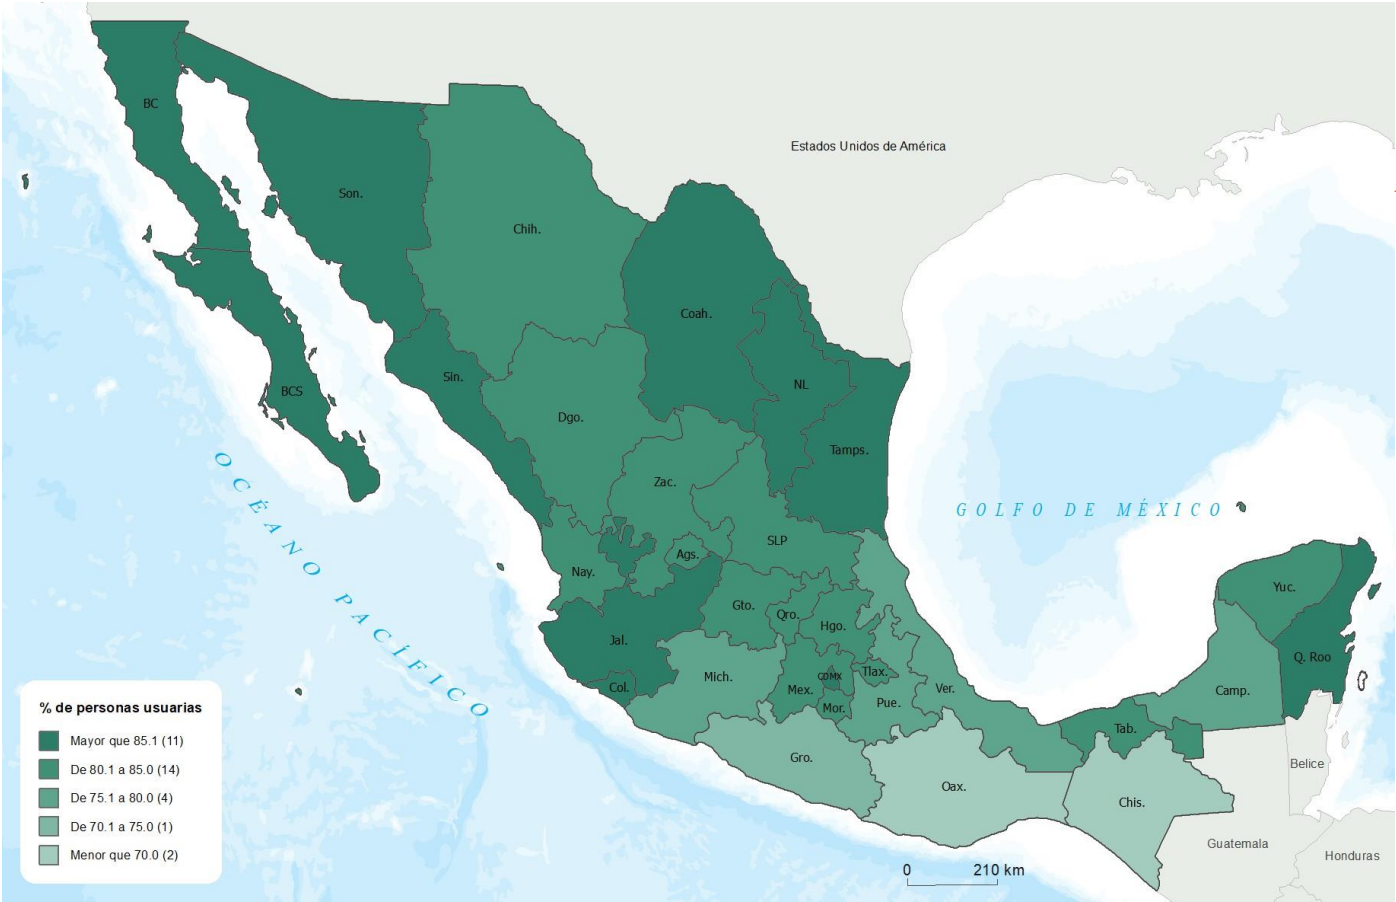 BC
Estados Unidos de América
Son.
Chih.
Coah.
Sin.
NL
BCS
Dgo.
Tamps.
Zac.
OCÉANO PACÍFICO
GOLFO DE MÉXICO
SLP
Ags.
Nay.
Yuc.
Gto.
Qro.
Hgo.
Jal.
Q. Roo
Tlax.
CDMX
Mich.
Col.
Mex.
Ver.
Camp.
Pue.
Mor.
Tab.
Gro.
Belice
Oax.
Chis.
Guatemala
Honduras
% de personas usuarias
Mayor que 85.1 (11)
De 80.1 a 85.0 (14)
De 75.1 a 80.0 (4)
De 70.1 a 75.0 (1)
Menor que 70.0 (2)
0 210 km